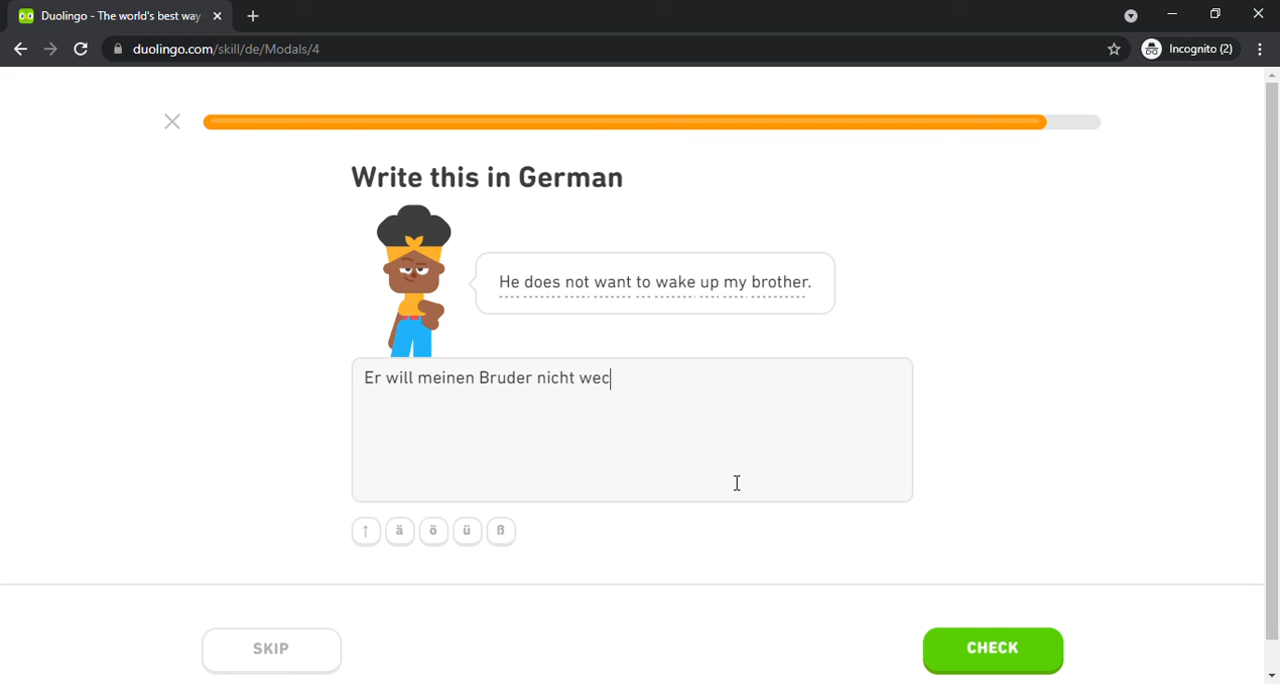 Duolingo - The world's best way
duolingo.com/skill/de/Modals/4
Incognito (2)
Write this in German
He does not want to wake up my brother.
Er will meinen Bruder nicht wec
↑ ä ö ü ß
SKIP
CHECK